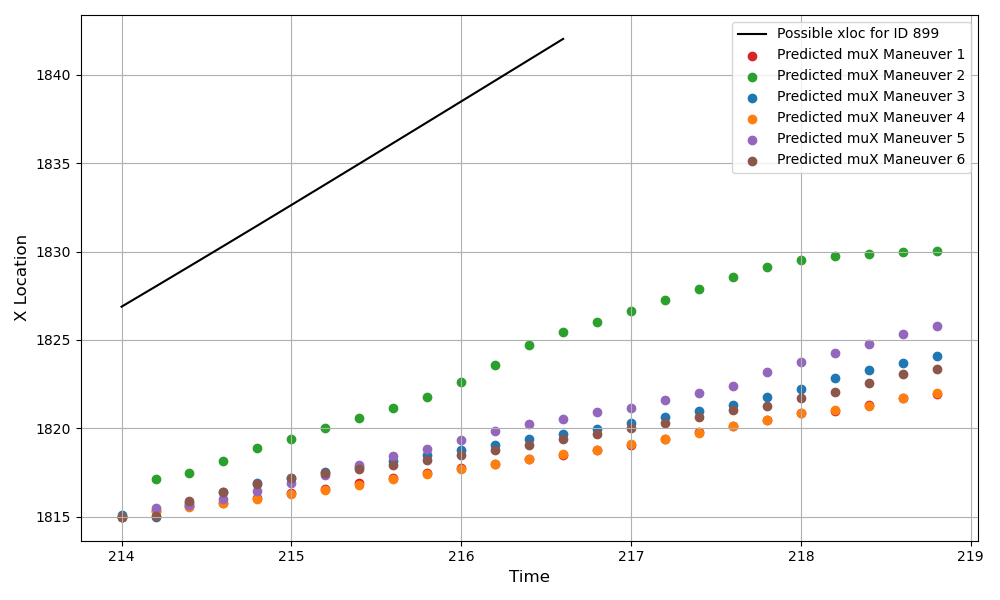 Possible xloc for ID 899
Predicted muX Maneuver 1
Predicted muX Maneuver 2
Predicted muX Maneuver 3
Predicted muX Maneuver 4
Predicted muX Maneuver 5
Predicted muX Maneuver 6
1840
1835
1830
1825
1820
1815
X Location
214
215
216
217
218
219
Time